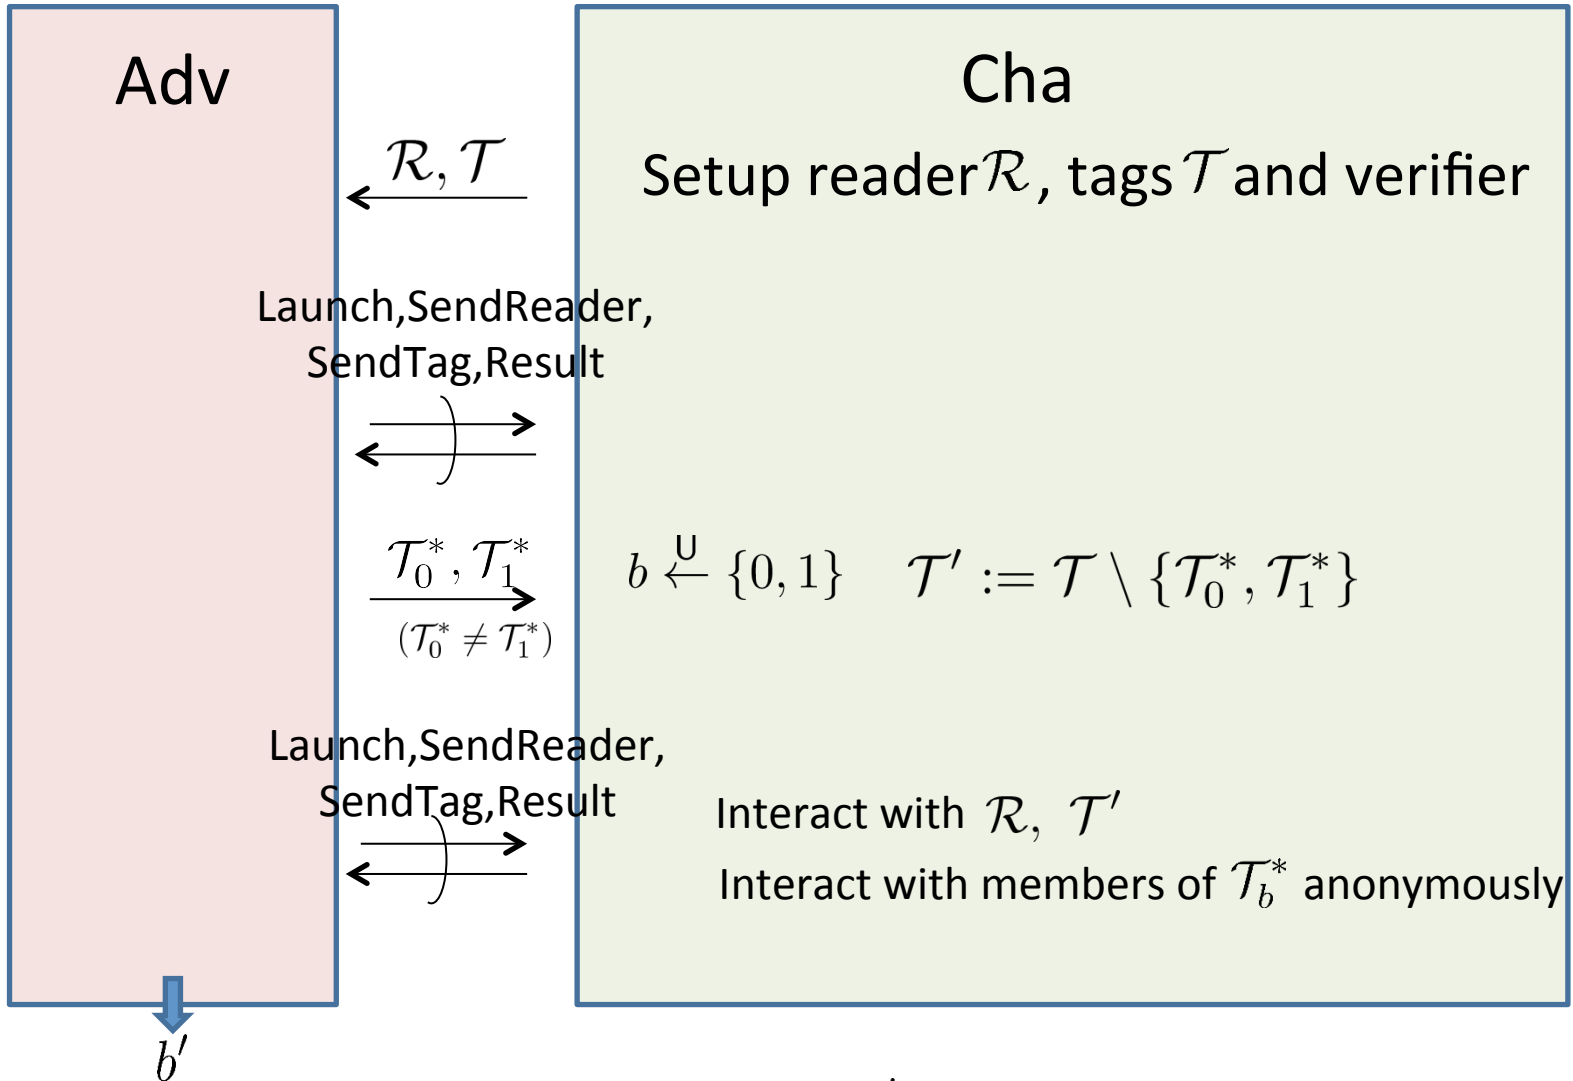 Adv
Cha
ℛ, 𝒯
Setup reader ℛ, tags 𝒯 and verifier
Launch,SendReader,
SendTag,Result
𝒯₀*, 𝒯₁*
(𝒯₀* ≠ 𝒯₁*)
b ←ᵁ {0, 1} 𝒯′ := 𝒯 \ {𝒯₀*, 𝒯₁*}
Launch,SendReader,
SendTag,Result
Interact with ℛ, 𝒯′
Interact with members of 𝒯_b* anonymously
b′